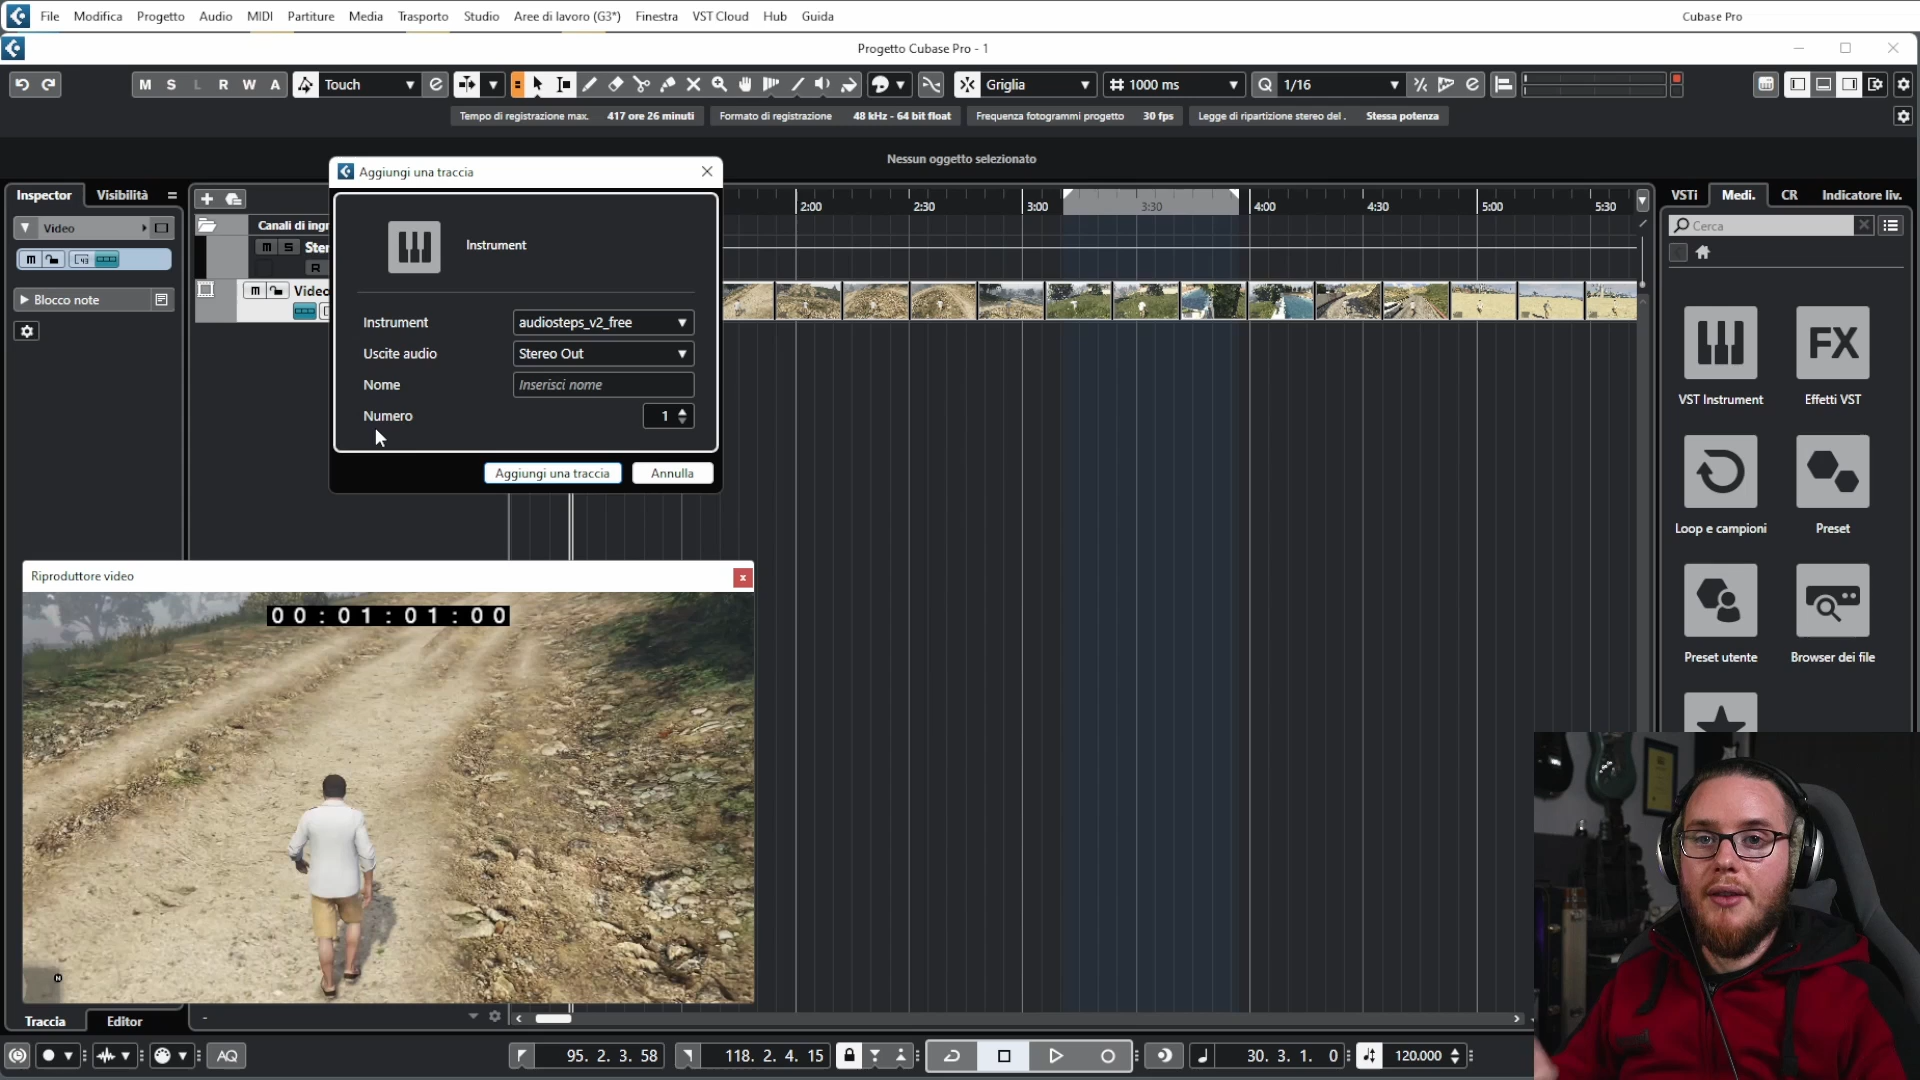 File Modifica Progetto Audio MIDI Partiture Media Trasporto Studio Aree di lavoro (G3*) Finestra VST Cloud Hub Guida Cubase Pro
Progetto Cubase Pro - 1
M S L R W A Touch Griglia 1000 ms Q 1/16
Tempo di registrazione max. 417 ore 26 minuti Formato di registrazione 48 kHz - 64 bit float Frequenza fotogrammi progetto 30 fps Legge di ripartizione stereo del . Stessa potenza
Nessun oggetto selezionato
Inspector Visibilità
Video
m
Blocco note
Canali di ingr
m S Ster
R
m Video
Aggiungi una traccia
Instrument
Instrument audiosteps_v2_free
Uscite audio Stereo Out
Nome Inserisci nome
Numero 1
Aggiungi una traccia Annulla
2:00 2:30 3:00 3:30 4:00 4:30 5:00 5:30
VSTi Medi. CR Indicatore liv.
Cerca
FX
VST Instrument Effetti VST
Loop e campioni Preset
Preset utente Browser dei file
Riproduttore video x
00:01:01:00
N
Traccia Editor -
AQ 95. 2. 3. 58 118. 2. 4. 15 30. 3. 1. 0 120.000